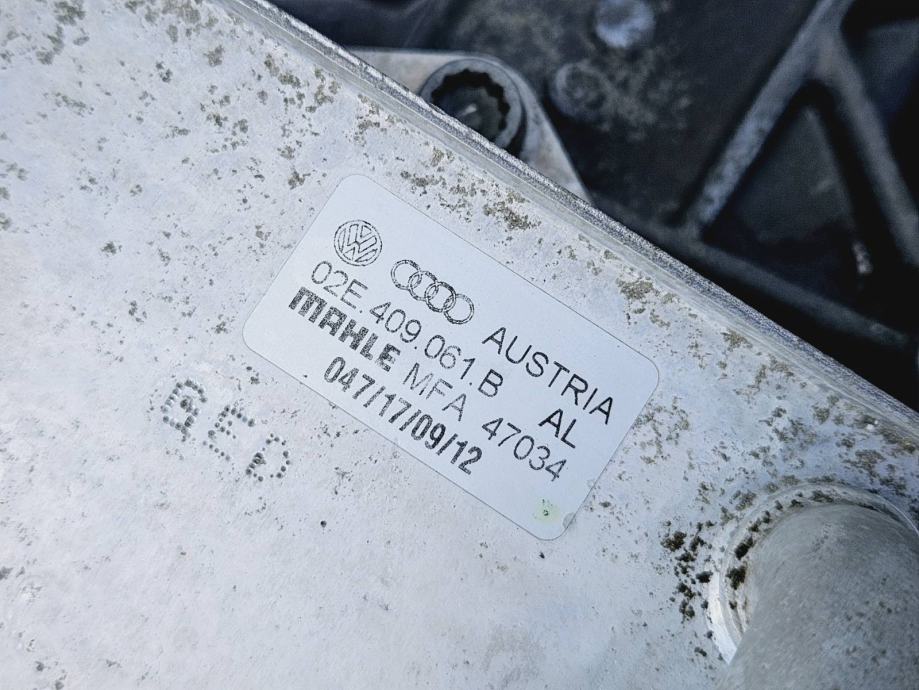 AUSTRIA
02E.409.061.B AL
MAHLE MFA 47034
047/17/09/12